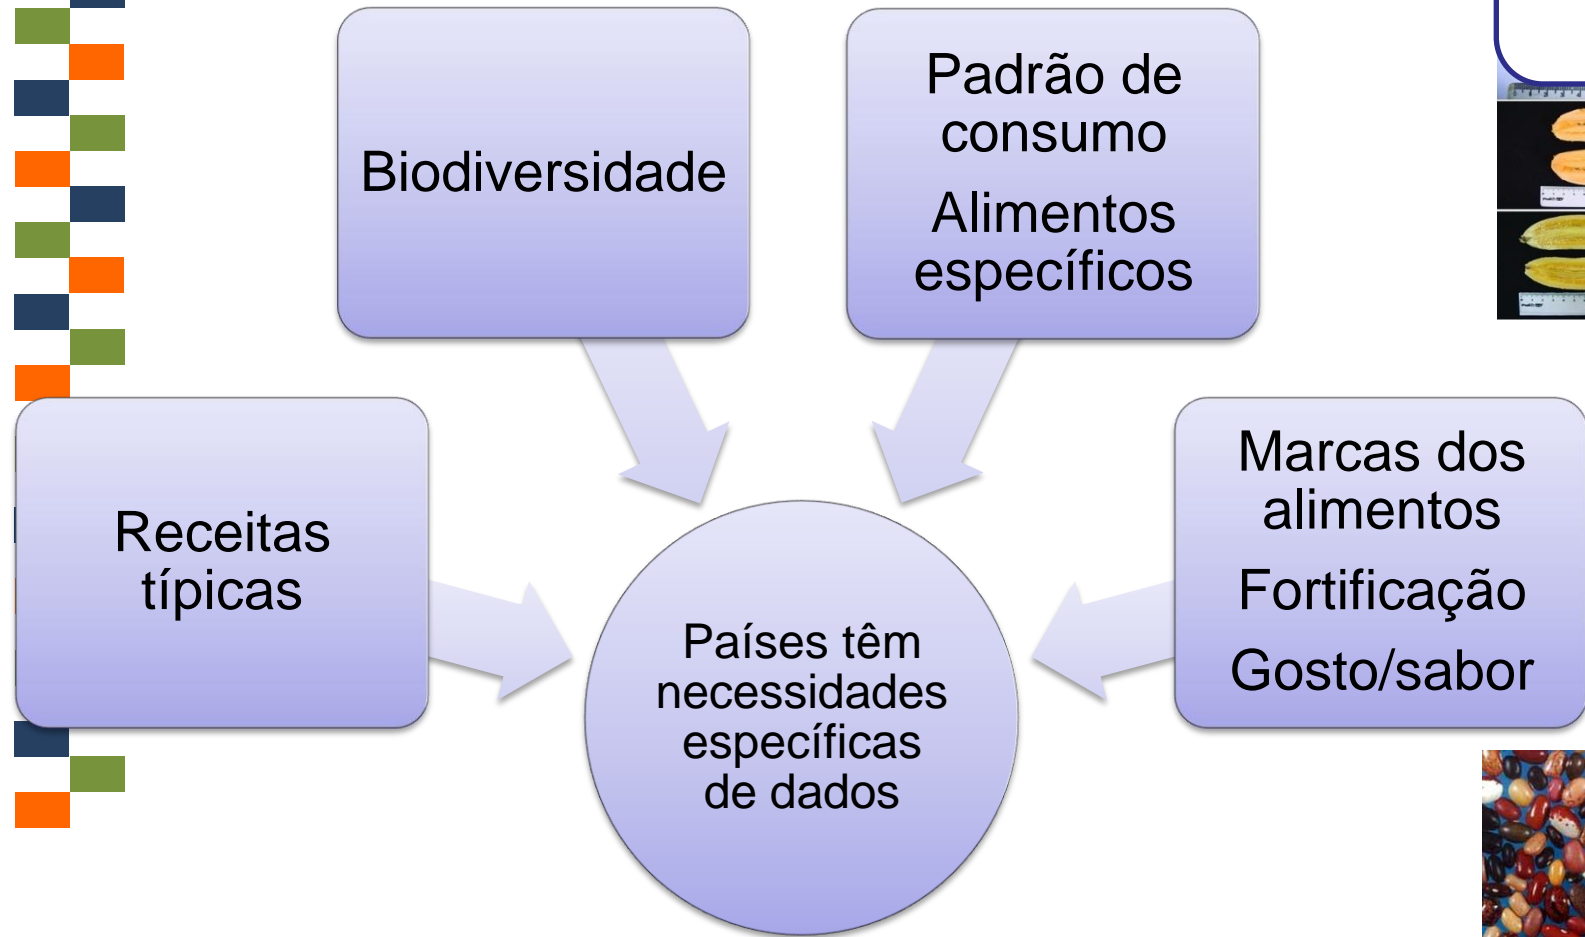 Biodiversidade
Padrão de
consumo
Alimentos
específicos
Receitas
típicas
Marcas dos
alimentos
Fortificação
Gosto/sabor
Países têm
necessidades
específicas
de dados